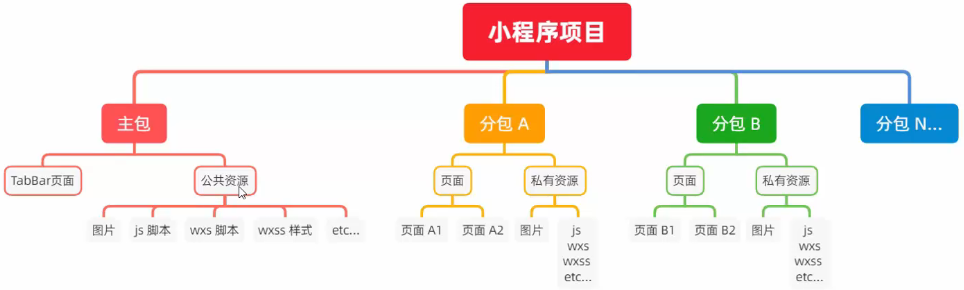 小程序项目
主包
分包 A
分包 B
分包 N...
TabBar页面
公共资源
页面
私有资源
页面
私有资源
图片
js 脚本
wxs 脚本
wxss 样式
etc...
页面 A1
页面 A2
图片
js
wxs
wxss
etc...
页面 B1
页面 B2
图片
js
wxs
wxss
etc...